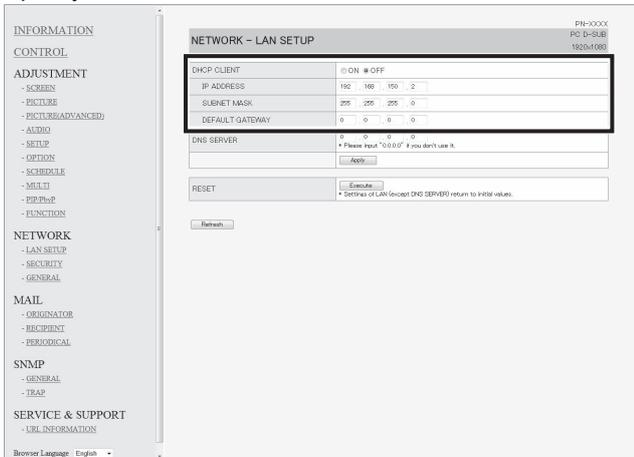 INFORMATION
CONTROL
ADJUSTMENT
- SCREEN
- PICTURE
- PICTURE(ADVANCED)
- AUDIO
- SETUP
- OPTION
- SCHEDULE
- MULTI
- PIP/PbyP
- FUNCTION
NETWORK
- LAN SETUP
- SECURITY
- GENERAL
MAIL
- ORIGINATOR
- RECIPIENT
- PERIODICAL
SNMP
- GENERAL
- TRAP
SERVICE & SUPPORT
- URL INFORMATION
Browser Language English
PN-XXXX
NETWORK – LAN SETUP
PC D-SUB
1920x1080
DHCP CLIENT ON OFF
IP ADDRESS 192 . 168 . 150 . 2
SUBNET MASK 255 . 255 . 255 . 0
DEFAULT GATEWAY 0 . 0 . 0 . 0
DNS SERVER 0 . 0 . 0 . 0
* Please input "0.0.0.0" if you don't use it.
Apply
RESET Execute
* Settings of LAN (except DNS SERVER) return to initial values.
Refresh